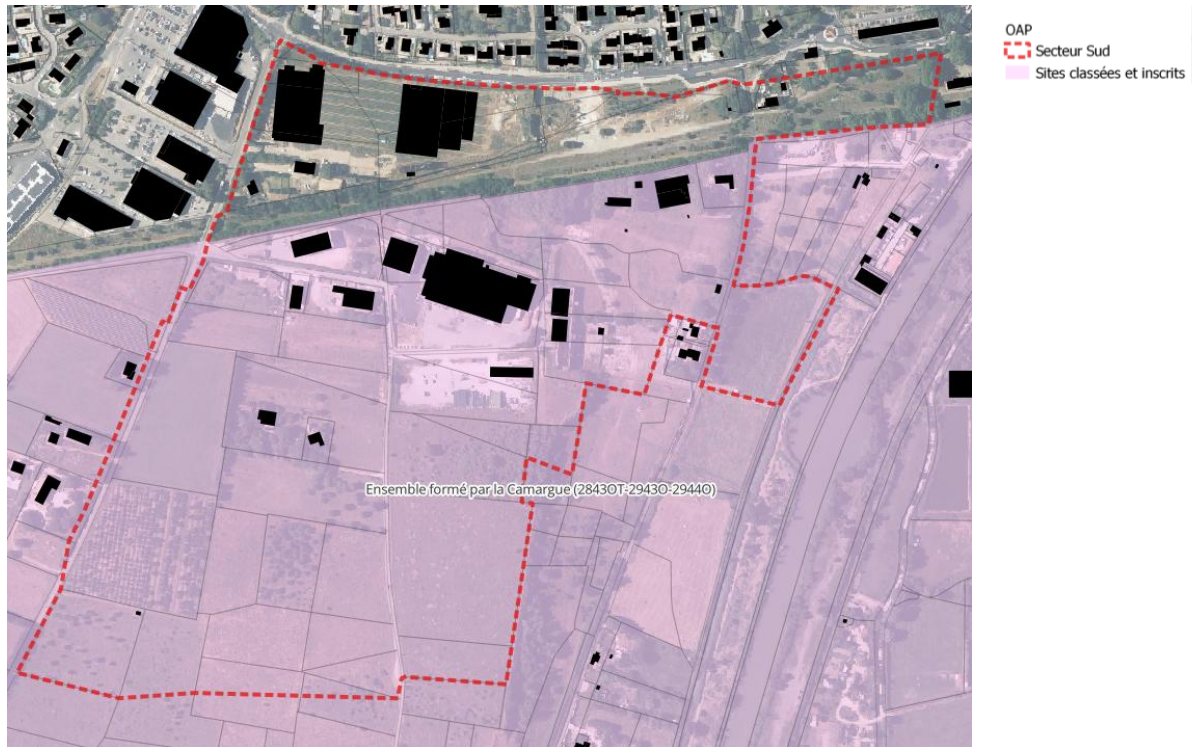 OAP
Secteur Sud
Sites classées et inscrits
Ensemble formé par la Camargue (2843OT-2943O-2944O)